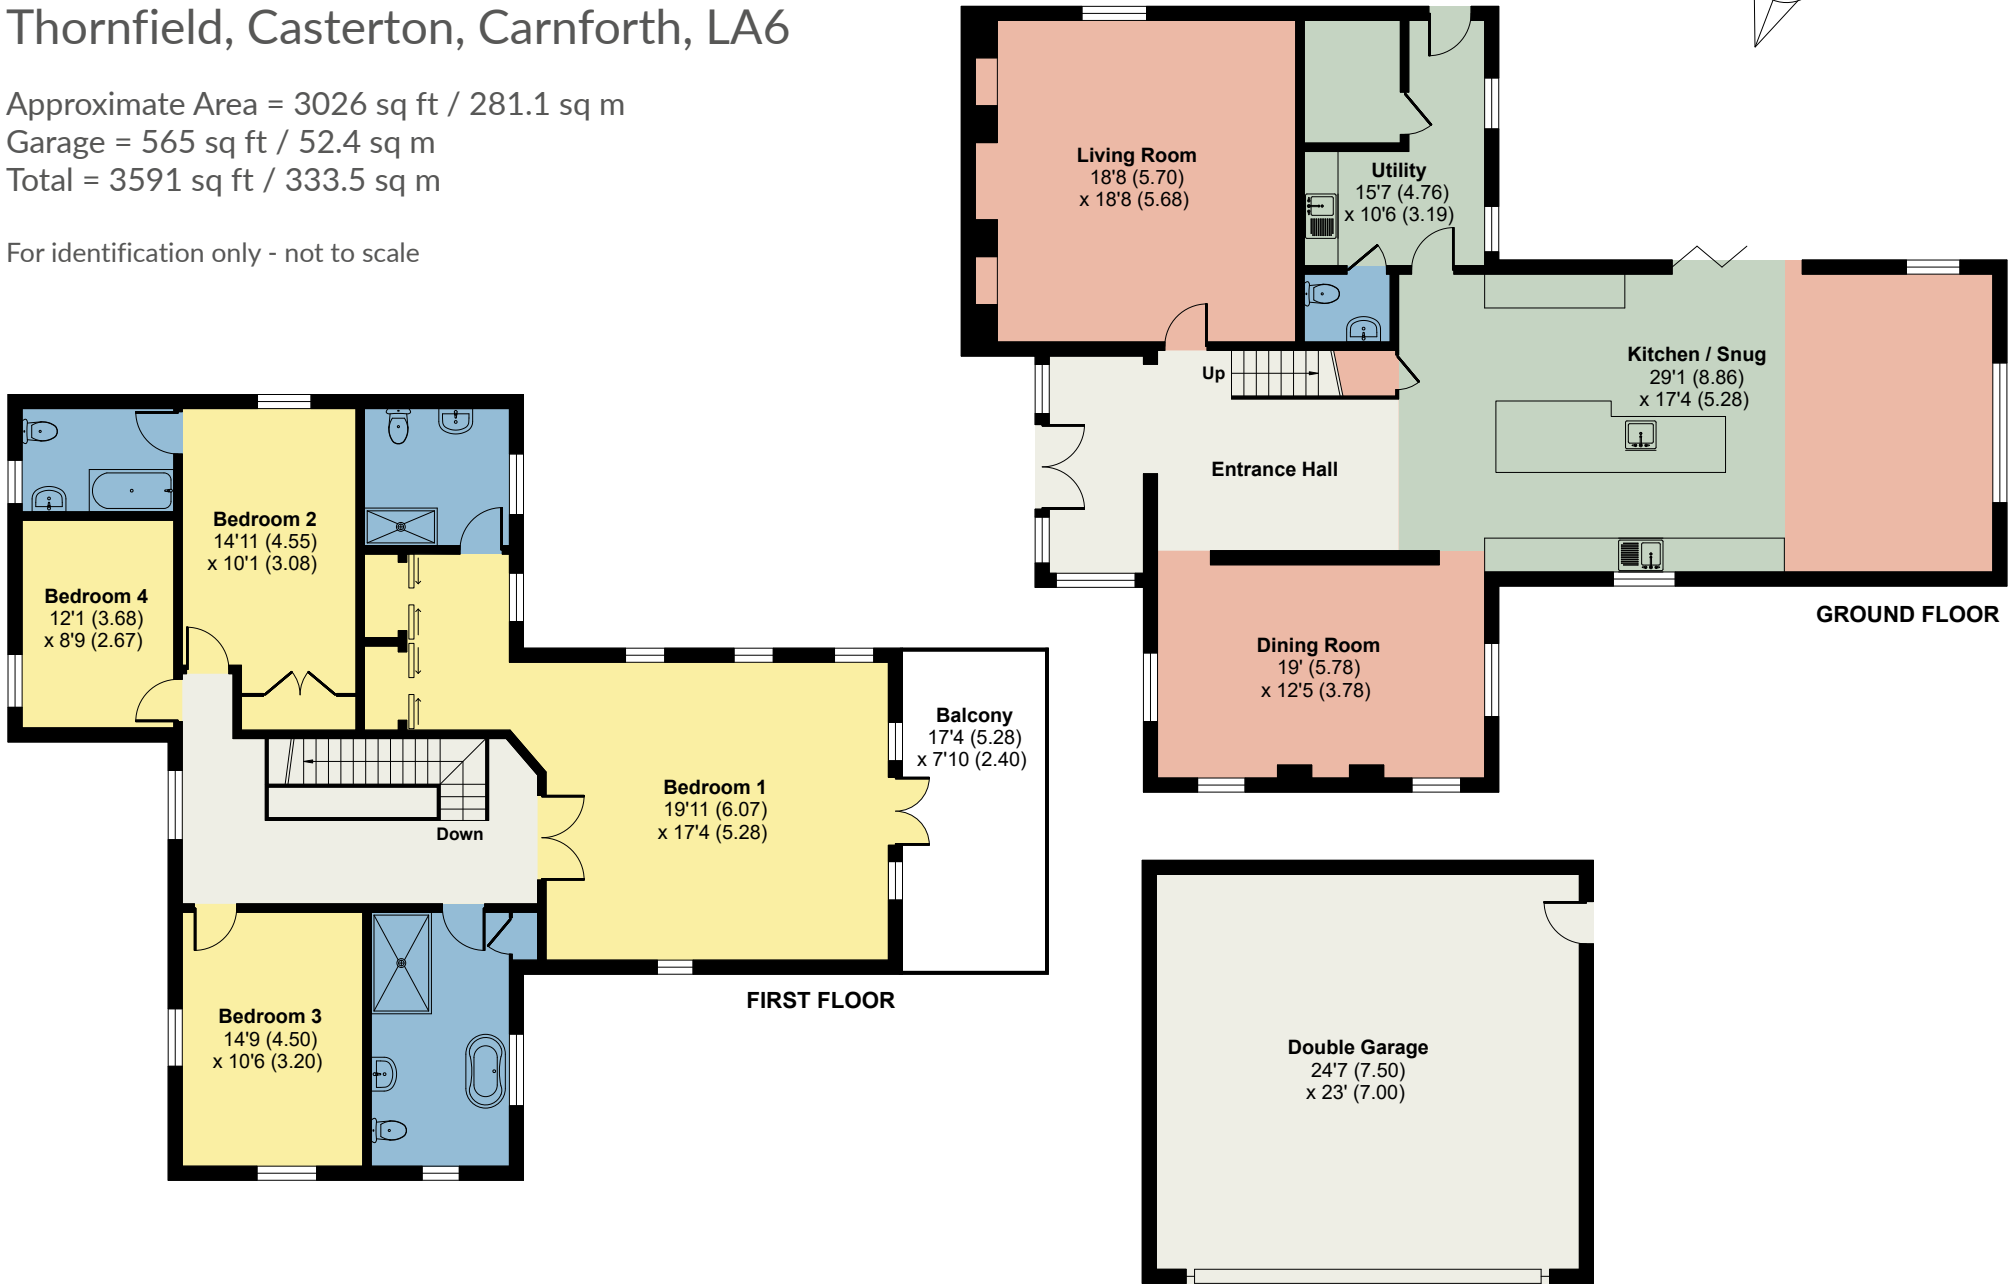 Thornfield, Casterton, Carnforth, LA6
Approximate Area = 3026 sq ft / 281.1 sq m
Garage = 565 sq ft / 52.4 sq m
Total = 3591 sq ft / 333.5 sq m
For identification only - not to scale
Living Room
18'8 (5.70)
x 18'8 (5.68)
Utility
15'7 (4.76)
x 10'6 (3.19)
Kitchen / Snug
29'1 (8.86)
x 17'4 (5.28)
Up
Entrance Hall
GROUND FLOOR
Dining Room
19' (5.78)
x 12'5 (3.78)
Bedroom 2
14'11 (4.55)
x 10'1 (3.08)
Bedroom 4
12'1 (3.68)
x 8'9 (2.67)
Balcony
17'4 (5.28)
x 7'10 (2.40)
Bedroom 1
19'11 (6.07)
x 17'4 (5.28)
Down
FIRST FLOOR
Bedroom 3
14'9 (4.50)
x 10'6 (3.20)
Double Garage
24'7 (7.50)
x 23' (7.00)